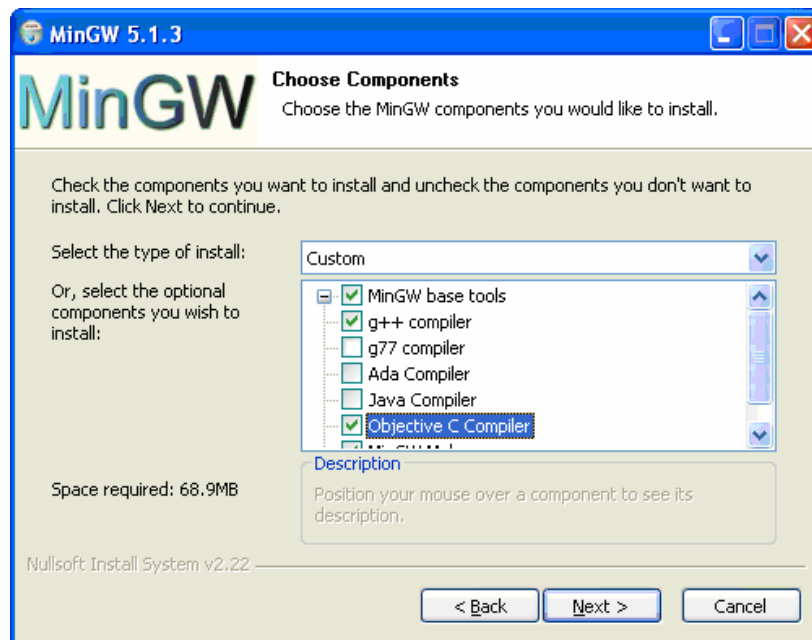 MinGW 5.1.3
MinGW
Choose Components
Choose the MinGW components you would like to install.
Check the components you want to install and uncheck the components you don't want to
install. Click Next to continue.
Select the type of install:
Custom
Or, select the optional
components you wish to
install:
MinGW base tools
g++ compiler
g77 compiler
Ada Compiler
Java Compiler
Objective C Compiler
Space required: 68.9MB
Description
Position your mouse over a component to see its
description.
Nullsoft Install System v2.22
< Back
Next >
Cancel